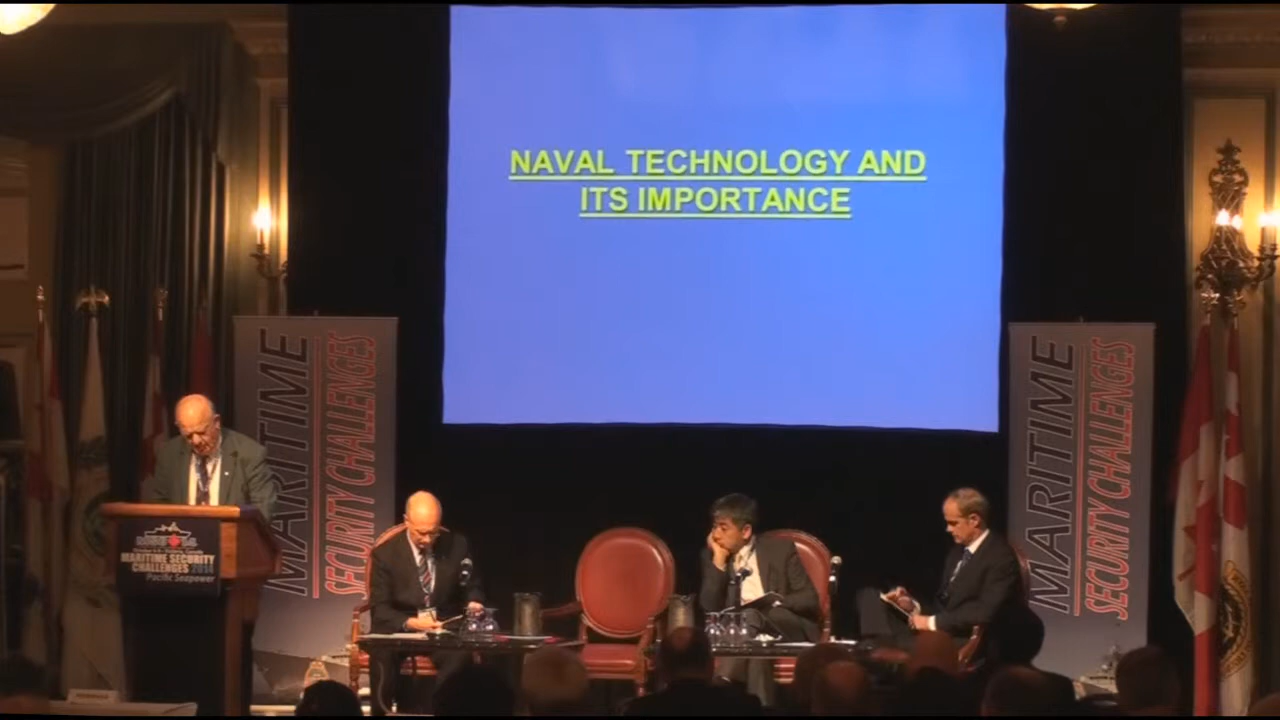 NAVAL TECHNOLOGY AND
ITS IMPORTANCE
MARITIME
SECURITY CHALLENGES
MARITIME
SECURITY CHALLENGES
MARITIME SECURITY
CHALLENGES
Pacific Seapower